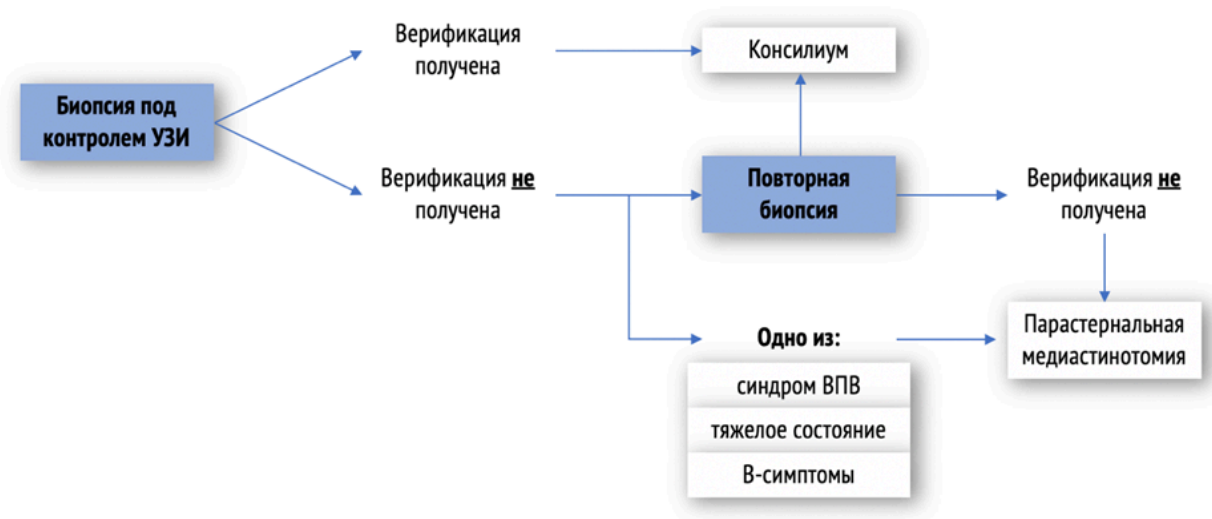 Верификация
получена
Консилиум
Биопсия под
контролем УЗИ
Верификация не
получена
Повторная
биопсия
Верификация не
получена
Одно из:
Парастернальная
медиастинотомия
синдром ВПВ
тяжелое состояние
В-симптомы